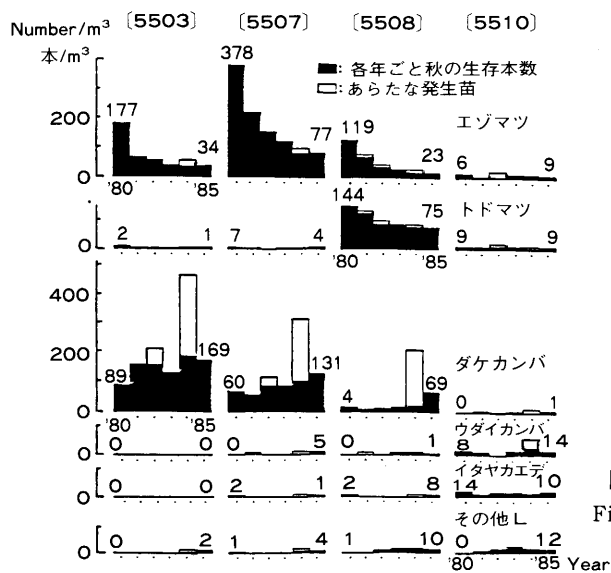 Number/m³ 〔5503〕 〔5507〕 〔5508〕 〔5510〕
本/m³
378
■: 各年ごと秋の生存本数
□: あらたな発生苗
200 177 34 77 119 23 6 9 エゾマツ
0
'80 '85
144 75 トドマツ
0 2 1 7 4 9 9
'80 '85
400
200 89 169 60 131 4 69 0 1 ダケカンバ
0
'80 '85
ウダイカンバ
0 0 0 0 5 0 1 8 14
イタヤカエデ
0 0 0 2 1 2 8 14 10
その他L
0 0 2 1 4 1 10 0 12
'80 '85 Year
Fi